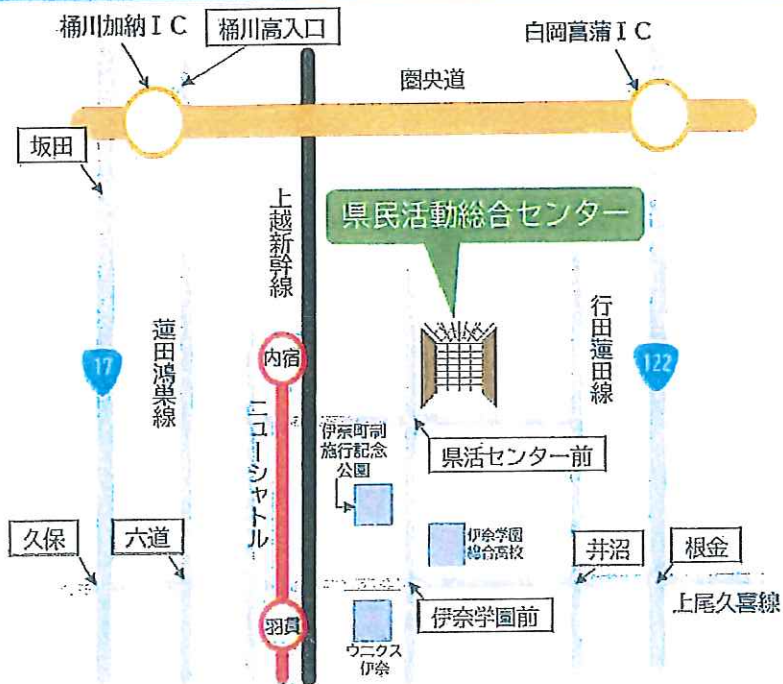 桶川加納IC
桶川高入口
白岡菖蒲IC
圏央道
坂田
上越新幹線
県民活動総合センター
蓮田鴻巣線
行田蓮田線
17
内宿
122
ニューシャトル
伊奈町制
施行記念
公園
県活センター前
久保
六道
伊奈学園
総合高校
井沼
根金
上尾久喜線
羽貫
伊奈学園前
ウニクス
伊奈